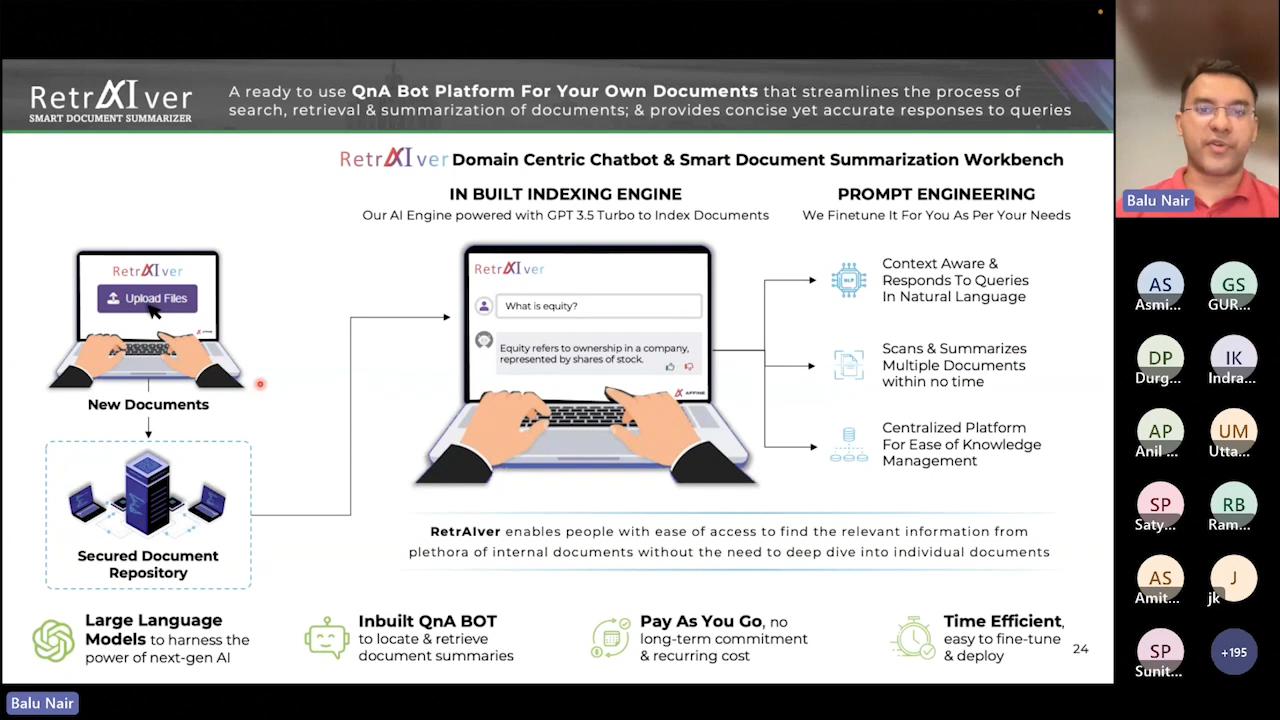 RetrAIver
SMART DOCUMENT SUMMARIZER
A ready to use QnA Bot Platform For Your Own Documents that streamlines the process of
search, retrieval & summarization of documents; & provides concise yet accurate responses to queries
RetrAIver Domain Centric Chatbot & Smart Document Summarization Workbench
IN BUILT INDEXING ENGINE
Our AI Engine powered with GPT 3.5 Turbo to Index Documents
PROMPT ENGINEERING
We Finetune It For You As Per Your Needs
RetrAIver
Upload Files
AFFINE
New Documents
Secured Document
Repository
RetrAIver
What is equity?
Equity refers to ownership in a company,
represented by shares of stock.
AFFINE
NLP
Context Aware &
Responds To Queries
In Natural Language
Scans & Summarizes
Multiple Documents
within no time
Centralized Platform
For Ease of Knowledge
Management
RetrAIver enables people with ease of access to find the relevant information from
plethora of internal documents without the need to deep dive into individual documents
Large Language
Models to harness the
power of next-gen AI
Inbuilt QnA BOT
to locate & retrieve
document summaries
Pay As You Go, no
long-term commitment
& recurring cost
Time Efficient,
easy to fine-tune
& deploy
24
Balu Nair
Balu Nair
AS
Asmi...
GS
GUR...
DP
Durg...
IK
Indra...
AP
Anil ...
UM
Utta...
SP
Saty...
RB
Ram...
AS
Amit...
J
jk
SP
Sunit...
+195